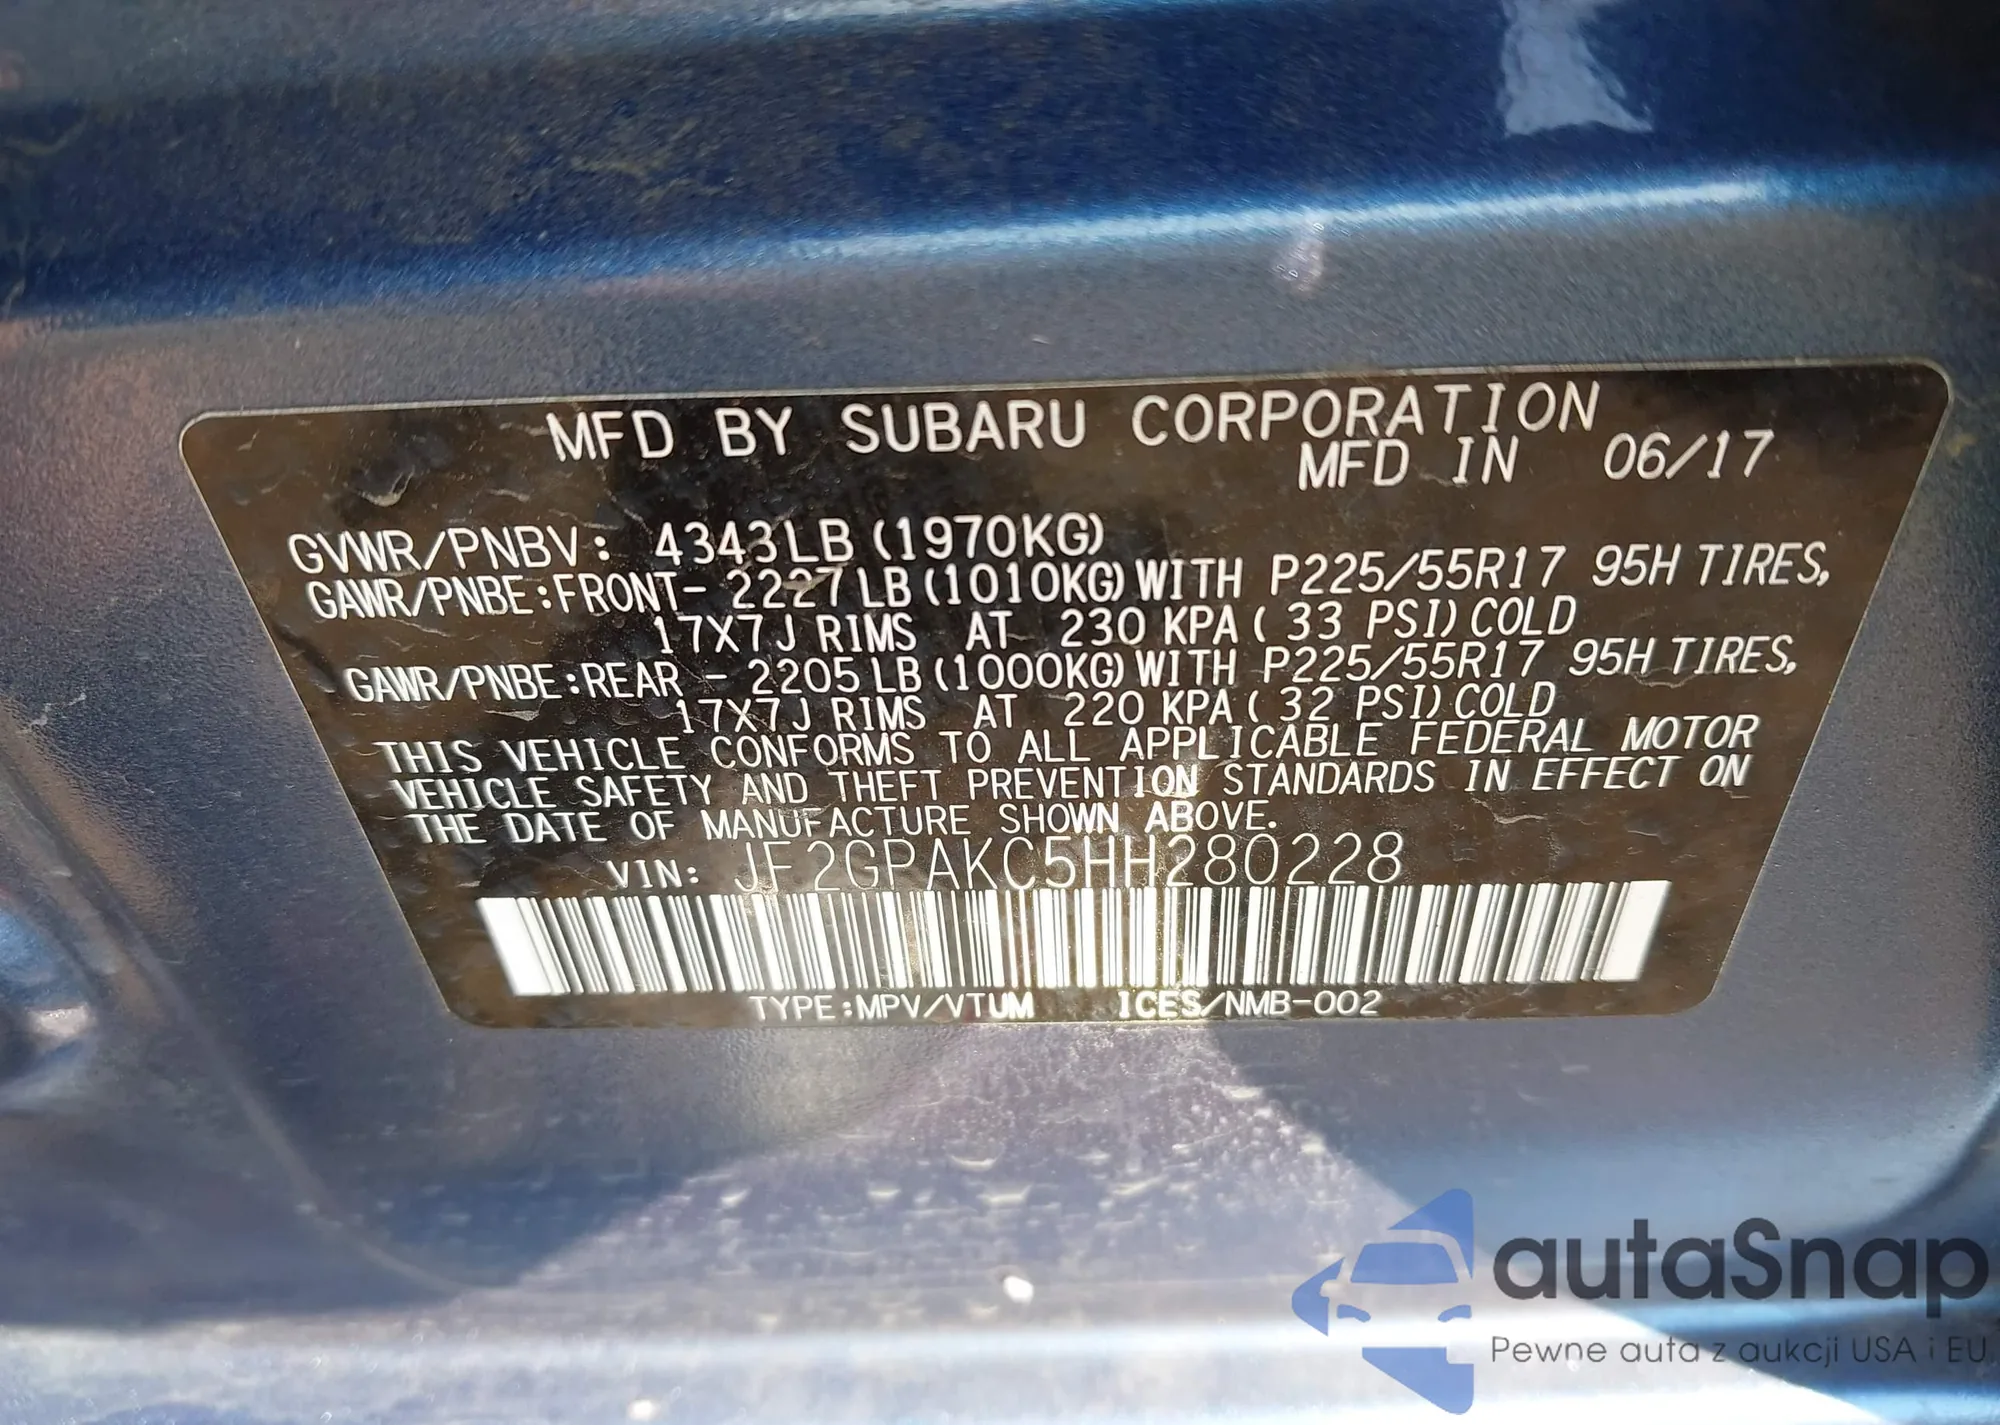 MFD BY SUBARU CORPORATION
MFD IN 06/17
GVWR/PNBV: 4343LB (1970KG)
GAWR/PNBE:FRONT- 2227 LB (1010KG) WITH P225/55R17 95H TIRES,
17X7J RIMS AT 230 KPA ( 33 PSI) COLD
GAWR/PNBE:REAR - 2205 LB (1000KG) WITH P225/55R17 95H TIRES,
17X7J RIMS AT 220 KPA ( 32 PSI) COLD
THIS VEHICLE CONFORMS TO ALL APPLICABLE FEDERAL MOTOR
VEHICLE SAFETY AND THEFT PREVENTION STANDARDS IN EFFECT ON
THE DATE OF MANUFACTURE SHOWN ABOVE.
VIN: JF2GPAKC5HH280228
TYPE:MPV/VTUM ICES/NMB-002
autaSnap
Pewne auta z aukcji USA i EU